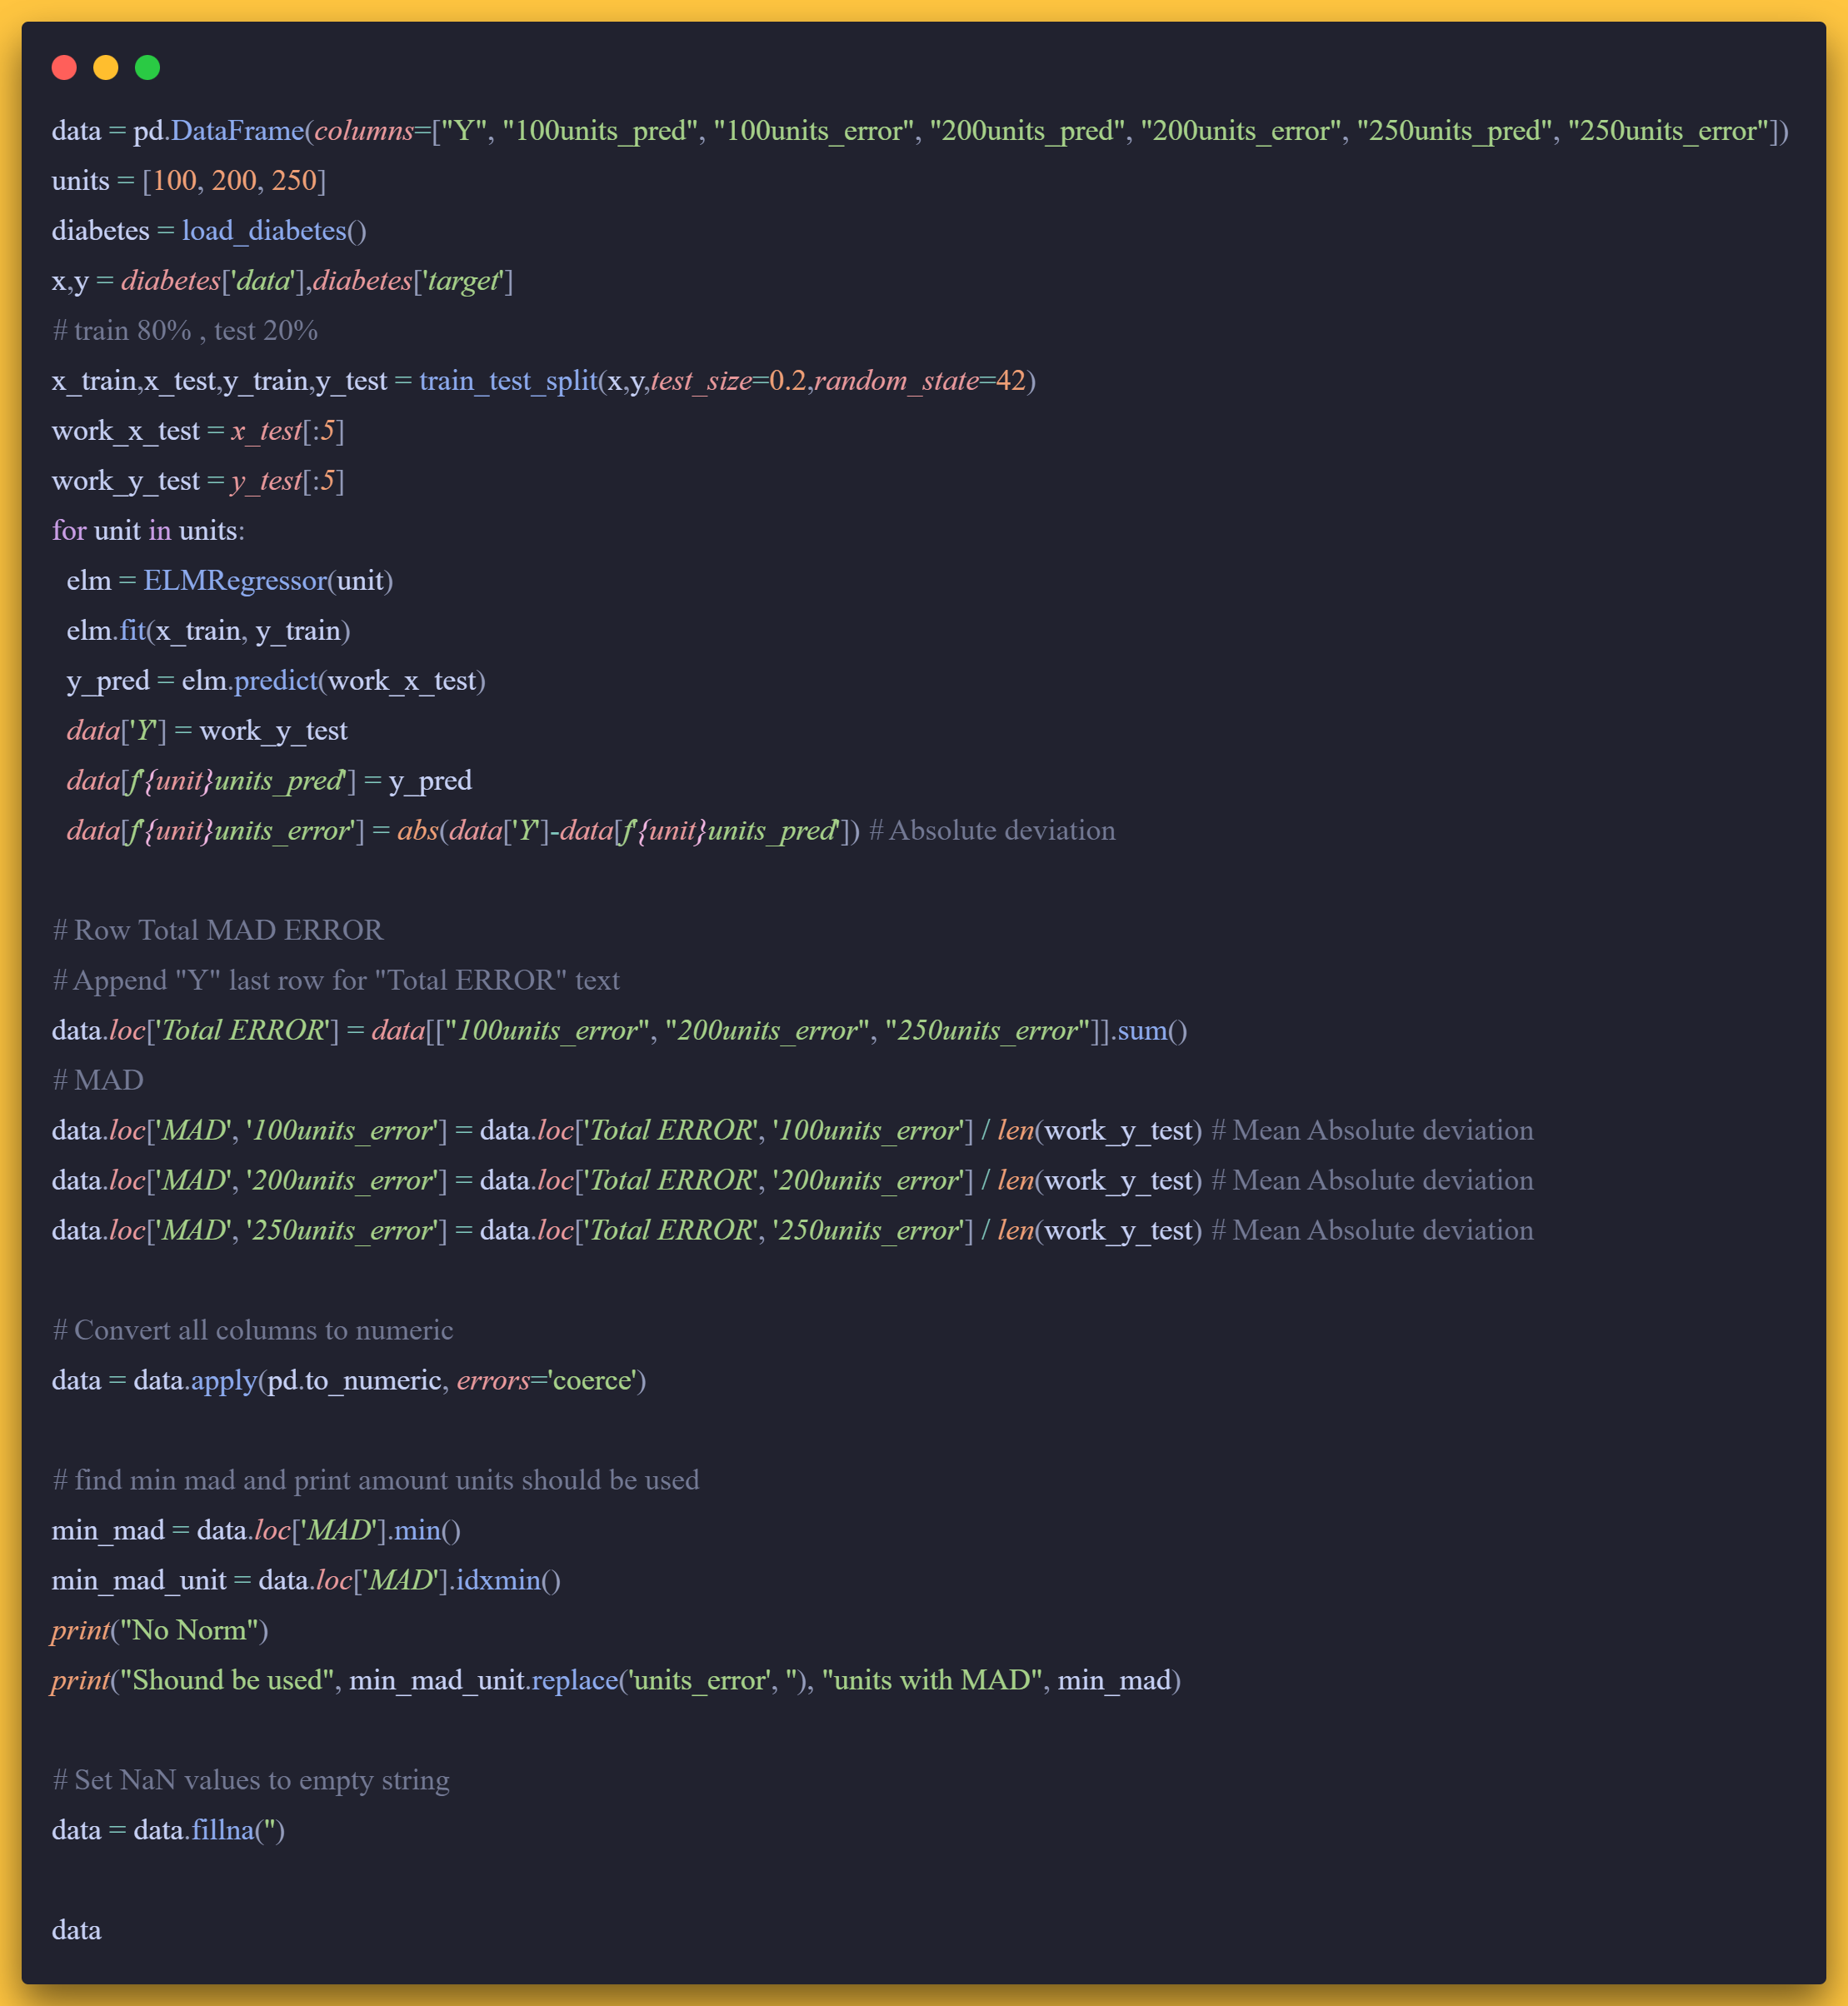 data = pd.DataFrame(columns=["Y", "100units_pred", "100units_error", "200units_pred", "200units_error", "250units_pred", "250units_error"])
units = [100, 200, 250]
diabetes = load_diabetes()
x,y = diabetes['data'],diabetes['target']
# train 80% , test 20%
x_train,x_test,y_train,y_test = train_test_split(x,y,test_size=0.2,random_state=42)
work_x_test = x_test[:5]
work_y_test = y_test[:5]
for unit in units:
  elm = ELMRegressor(unit)
  elm.fit(x_train, y_train)
  y_pred = elm.predict(work_x_test)
  data['Y'] = work_y_test
  data[f'{unit}units_pred'] = y_pred
  data[f'{unit}units_error'] = abs(data['Y']-data[f'{unit}units_pred']) # Absolute deviation
# Row Total MAD ERROR
# Append "Y" last row for "Total ERROR" text
data.loc['Total ERROR'] = data[["100units_error", "200units_error", "250units_error"]].sum()
# MAD
data.loc['MAD', '100units_error'] = data.loc['Total ERROR', '100units_error'] / len(work_y_test) # Mean Absolute deviation
data.loc['MAD', '200units_error'] = data.loc['Total ERROR', '200units_error'] / len(work_y_test) # Mean Absolute deviation
data.loc['MAD', '250units_error'] = data.loc['Total ERROR', '250units_error'] / len(work_y_test) # Mean Absolute deviation
# Convert all columns to numeric
data = data.apply(pd.to_numeric, errors='coerce')
# find min mad and print amount units should be used
min_mad = data.loc['MAD'].min()
min_mad_unit = data.loc['MAD'].idxmin()
print("No Norm")
print("Shound be used", min_mad_unit.replace('units_error', ''), "units with MAD", min_mad)
# Set NaN values to empty string
data = data.fillna('')
data